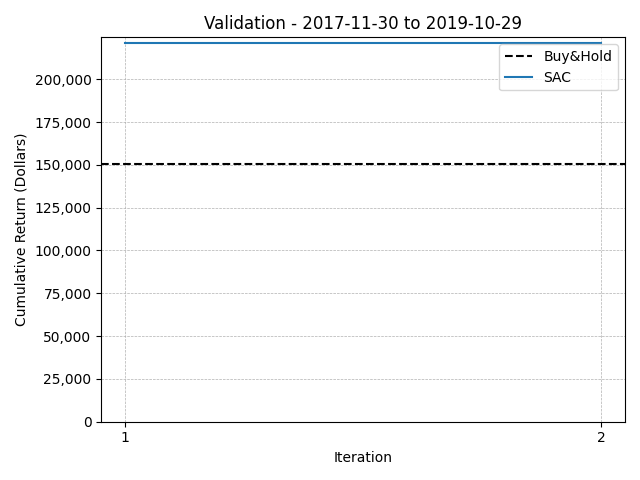 Validation - 2017-11-30 to 2019-10-29
Buy&Hold
SAC
200,000
175,000
150,000
125,000
100,000
75,000
50,000
25,000
0
Cumulative Return (Dollars)
1
2
Iteration